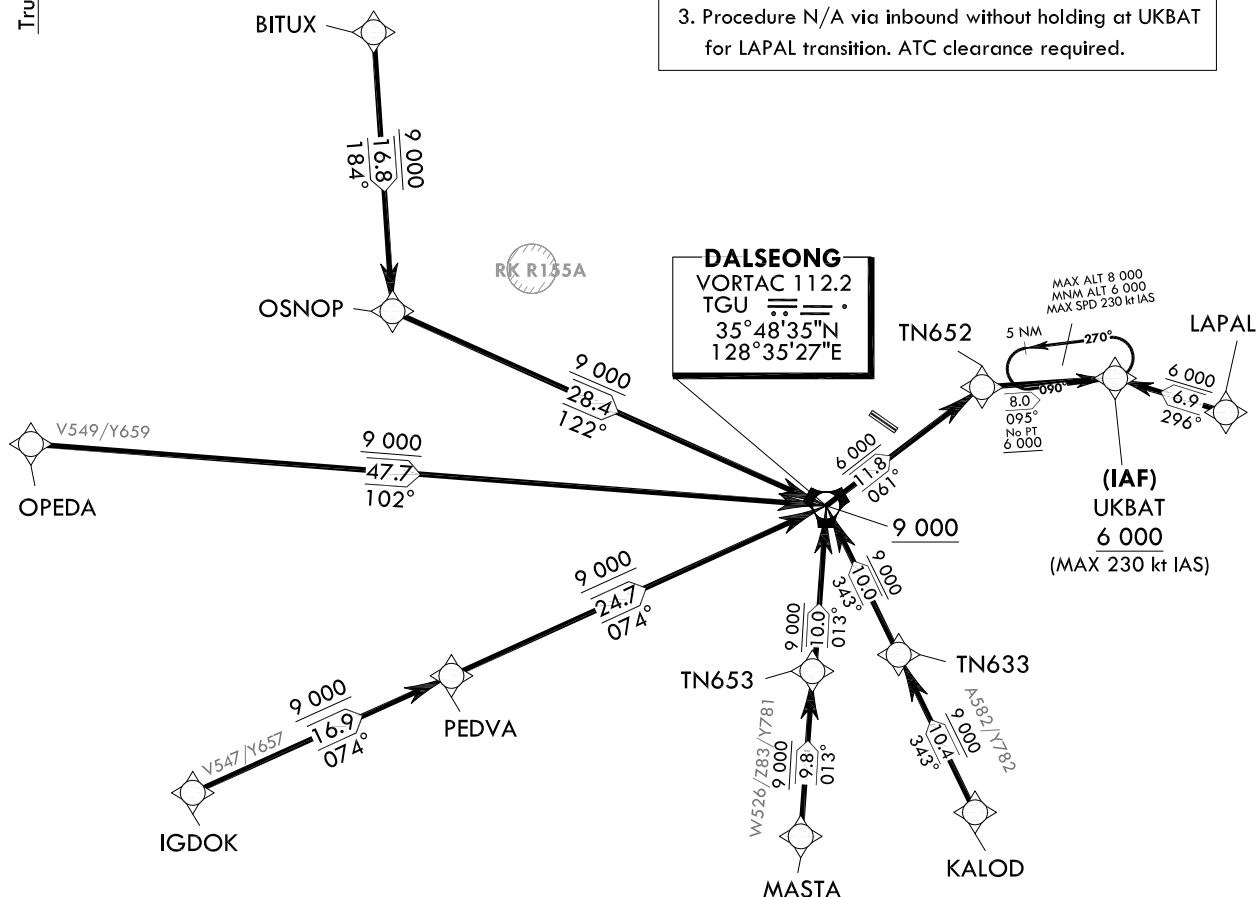 Tru
3. Procedure N/A via inbound without holding at UKBAT
for LAPAL transition. ATC clearance required.
BITUX
9 000
16.8
184°
OSNOP
RK R155A
DALSEONG
VORTAC 112.2
TGU
35°48'35"N
128°35'27"E
MAX ALT 8 000
MNM ALT 6 000
MAX SPD 230 kt IAS
5 NM
270°
090°
TN652
LAPAL
6 000
6.9
296°
8.0
095°
No PT
6 000
9 000
28.4
122°
6 000
11.8
061°
V549/Y659
9 000
47.7
102°
OPEDA
(IAF)
UKBAT
6 000
(MAX 230 kt IAS)
9 000
9 000
24.7
074°
9 000
10.0
013°
9 000
10.0
343°
TN653
TN633
PEDVA
9 000
16.9
074°
V547/Y657
IGDOK
W526/Z83/Y781
9 000
9.8
013°
A582/Y782
9 000
10.4
343°
KALOD
MASTA